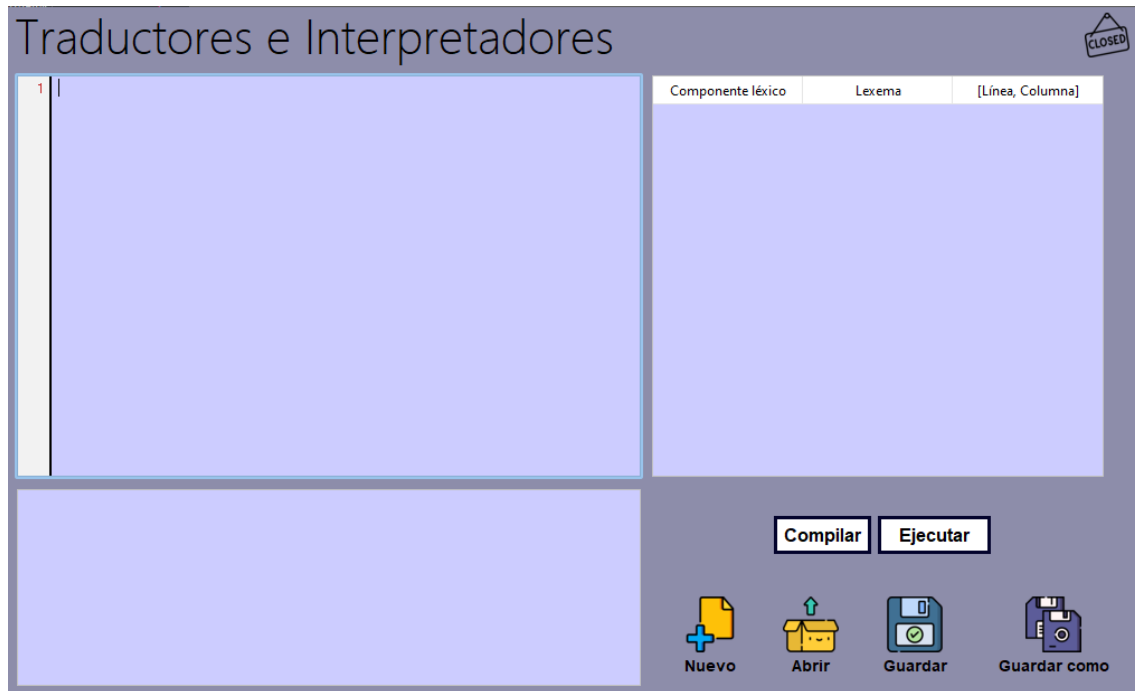 Traductores e Interpretadores
CLOSED
1
Componente léxico Lexema [Línea, Columna]
Compilar Ejecutar
Nuevo Abrir Guardar Guardar como